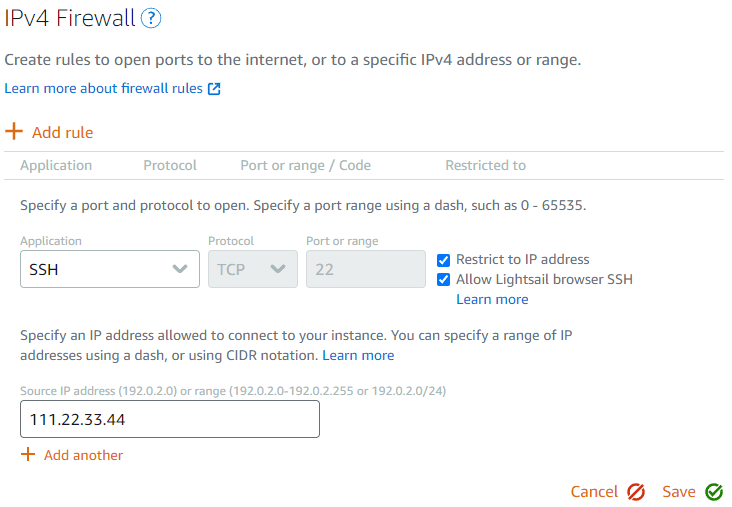 IPv4 Firewall ?
Create rules to open ports to the internet, or to a specific IPv4 address or range.
Learn more about firewall rules
+ Add rule
Application Protocol Port or range / Code Restricted to
Specify a port and protocol to open. Specify a port range using a dash, such as 0 - 65535.
Application Protocol Port or range
SSH TCP 22
Restrict to IP address
Allow Lightsail browser SSH
Learn more
Specify an IP address allowed to connect to your instance. You can specify a range of IP
addresses using a dash, or using CIDR notation. Learn more
Source IP address (192.0.2.0) or range (192.0.2.0-192.0.2.255 or 192.0.2.0/24)
111.22.33.44
+ Add another
Cancel Save